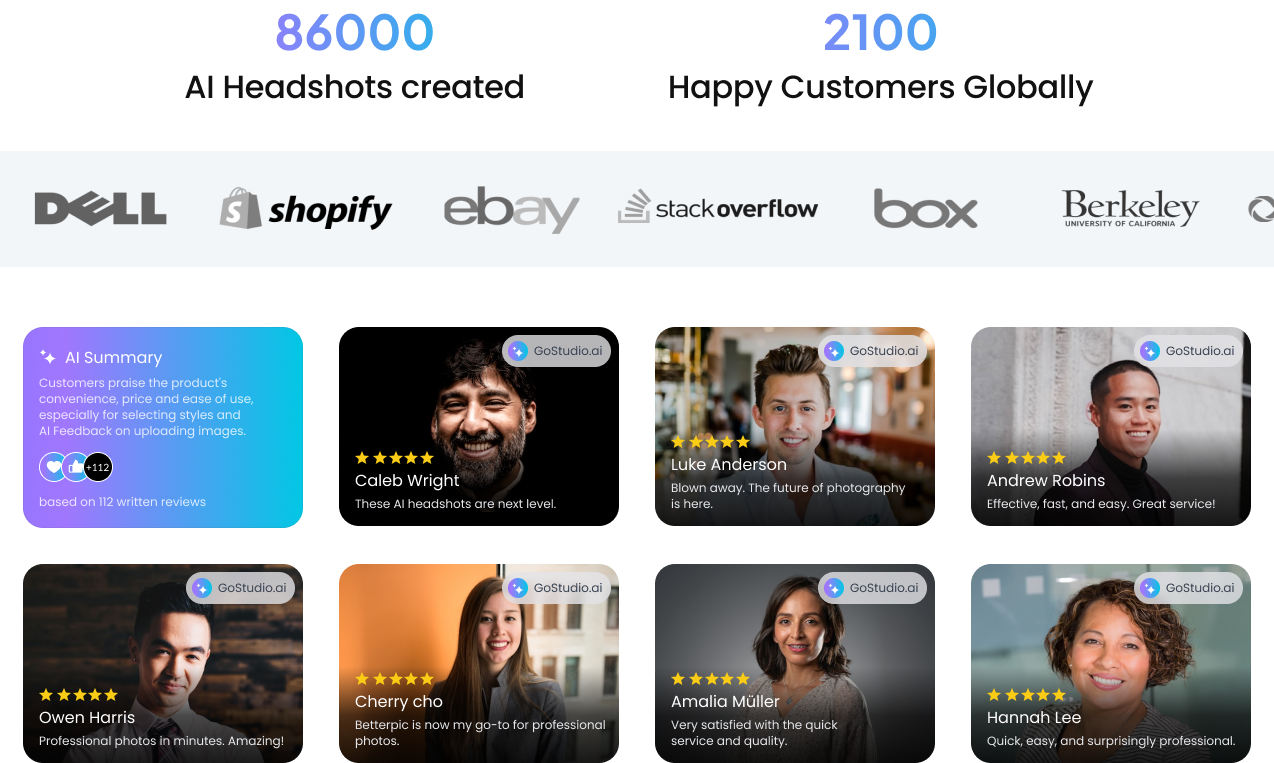 86000
2100
AI Headshots created
Happy Customers Globally
DELL
shopify
ebay
stackoverflow
box
Berkeley
UNIVERSITY OF CALIFORNIA
AI Summary
Customers praise the product's
convenience, price and ease of use,
especially for selecting styles and
AI Feedback on uploading images.
+112
based on 112 written reviews
GoStudio.ai
Caleb Wright
These AI headshots are next level.
GoStudio.ai
Luke Anderson
Blown away. The future of photography
is here.
GoStudio.ai
Andrew Robins
Effective, fast, and easy. Great service!
GoStudio.ai
Owen Harris
Professional photos in minutes. Amazing!
GoStudio.ai
Cherry cho
Betterpic is now my go-to for professional
photos.
GoStudio.ai
Amalia Müller
Very satisfied with the quick
service and quality.
GoStudio.ai
Hannah Lee
Quick, easy, and surprisingly professional.